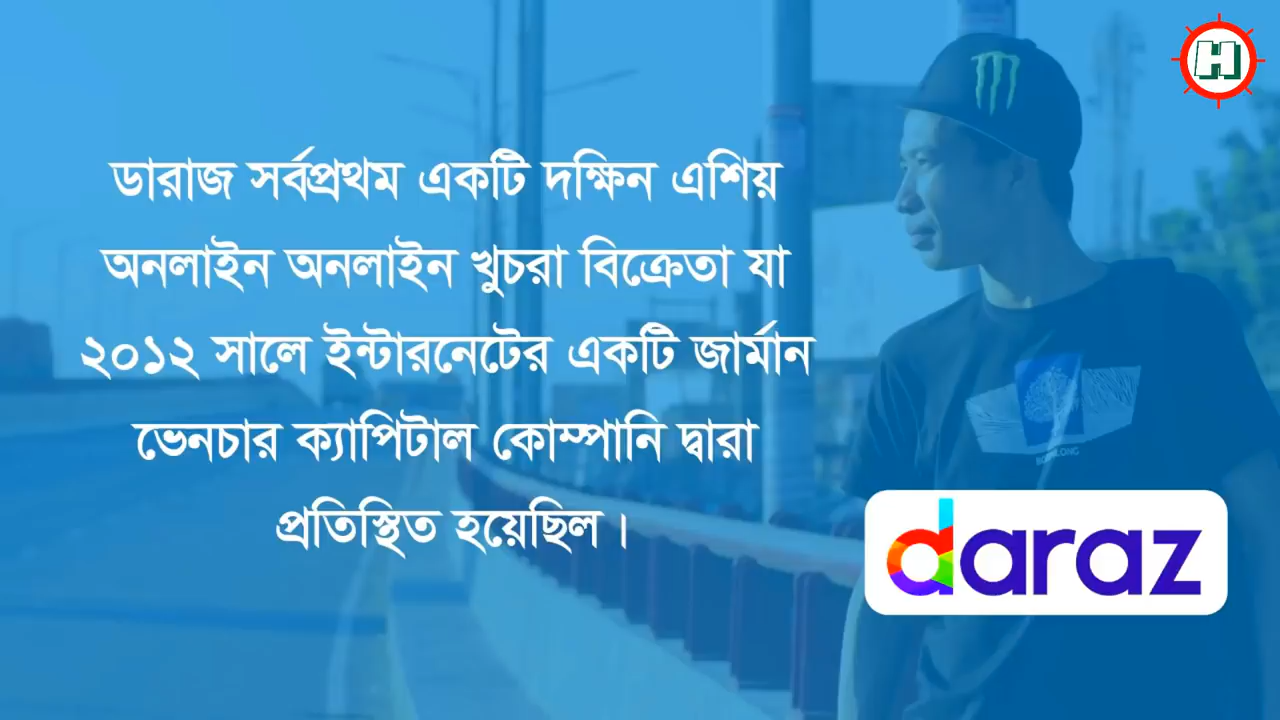 ডারাজ সর্বপ্রথম একটি দক্ষিন এশিয়
অনলাইন অনলাইন খুচরা বিক্রেতা যা
২০১২ সালে ইন্টারনেটের একটি জার্মান
ভেনচার ক্যাপিটাল কোম্পানি দ্বারা
প্রতিস্থিত হয়েছিল।
daraz
H